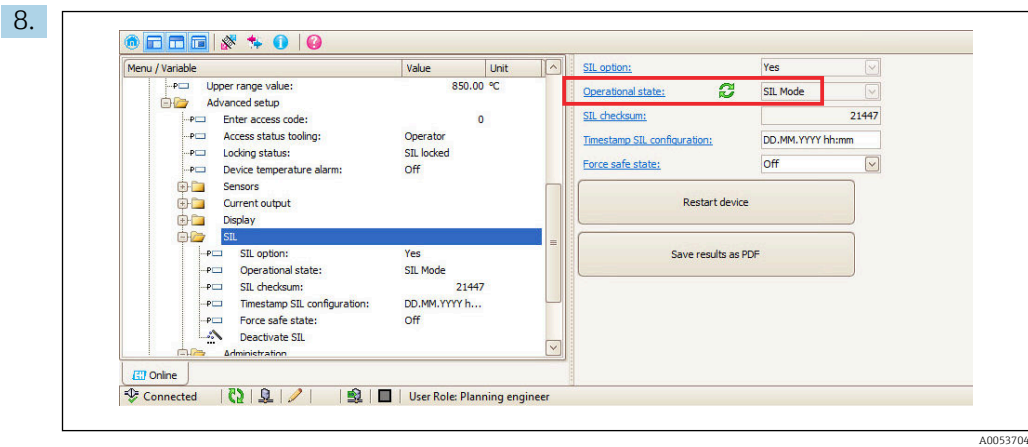 8.
Menu / Variable Value Unit
Upper range value: 850.00 °C
Advanced setup
Enter access code: 0
Access status tooling: Operator
Locking status: SIL locked
Device temperature alarm: Off
Sensors
Current output
Display
SIL
SIL option: Yes
Operational state: SIL Mode
SIL checksum: 21447
Timestamp SIL configuration: DD.MM.YYYY h...
Force safe state: Off
Deactivate SIL
Administration
SIL option: Yes
Operational state: SIL Mode
SIL checksum: 21447
Timestamp SIL configuration: DD.MM.YYYY hh:mm
Force safe state: Off
Restart device
Save results as PDF
Online
Connected User Role: Planning engineer
A0053704